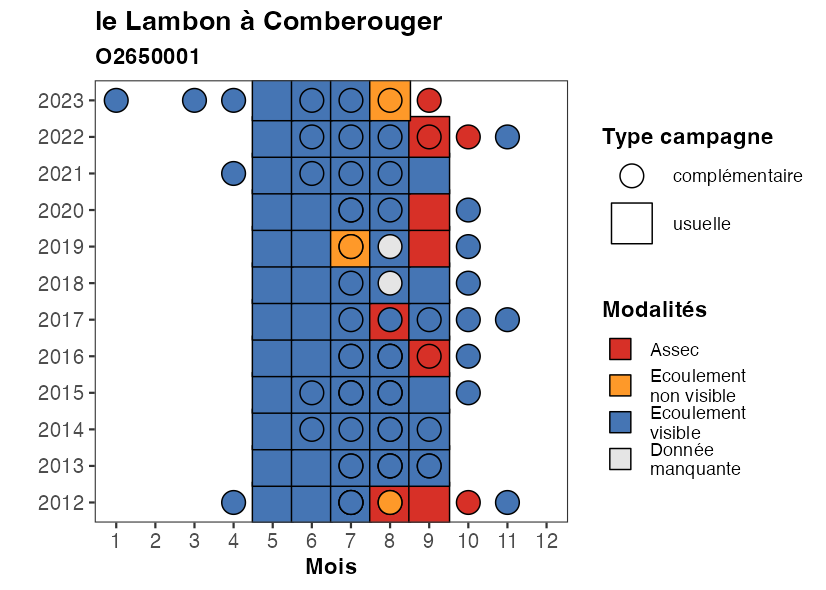 le Lambon à Comberouger
O2650001
2023
2022
2021
2020
2019
2018
2017
2016
2015
2014
2013
2012
1 2 3 4 5 6 7 8 9 10 11 12
Mois
Type campagne
complémentaire
usuelle
Modalités
Assec
Ecoulement
non visible
Ecoulement
visible
Donnée
manquante